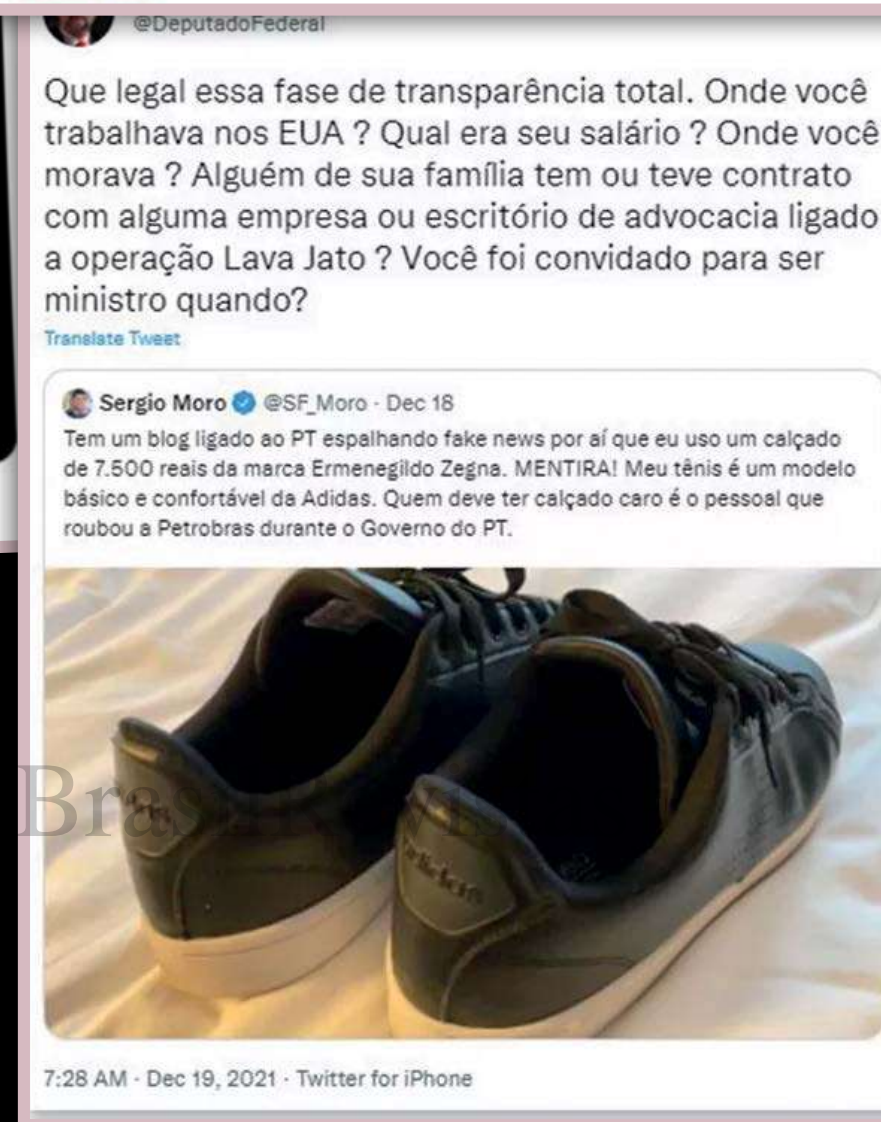 @DeputadoFederal
Que legal essa fase de transparência total. Onde você
trabalhava nos EUA ? Qual era seu salário ? Onde você
morava ? Alguém de sua família tem ou teve contrato
com alguma empresa ou escritório de advocacia ligado
a operação Lava Jato ? Você foi convidado para ser
ministro quando?
Translate Tweet
Sergio Moro @SF_Moro · Dec 18
Tem um blog ligado ao PT espalhando fake news por aí que eu uso um calçado
de 7.500 reais da marca Ermenegildo Zegna. MENTIRA! Meu tênis é um modelo
básico e confortável da Adidas. Quem deve ter calçado caro é o pessoal que
roubou a Petrobras durante o Governo do PT.
adidas
7:28 AM · Dec 19, 2021 · Twitter for iPhone